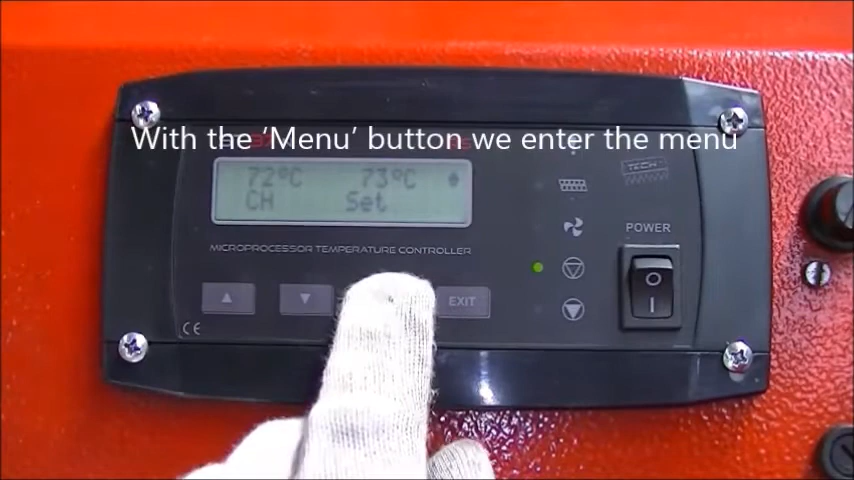 With the ‘Menu’ button we enter the menu
TECH
72°C 73°C
CH Set
POWER
MICROPROCESSOR TEMPERATURE CONTROLLER
EXIT
CE